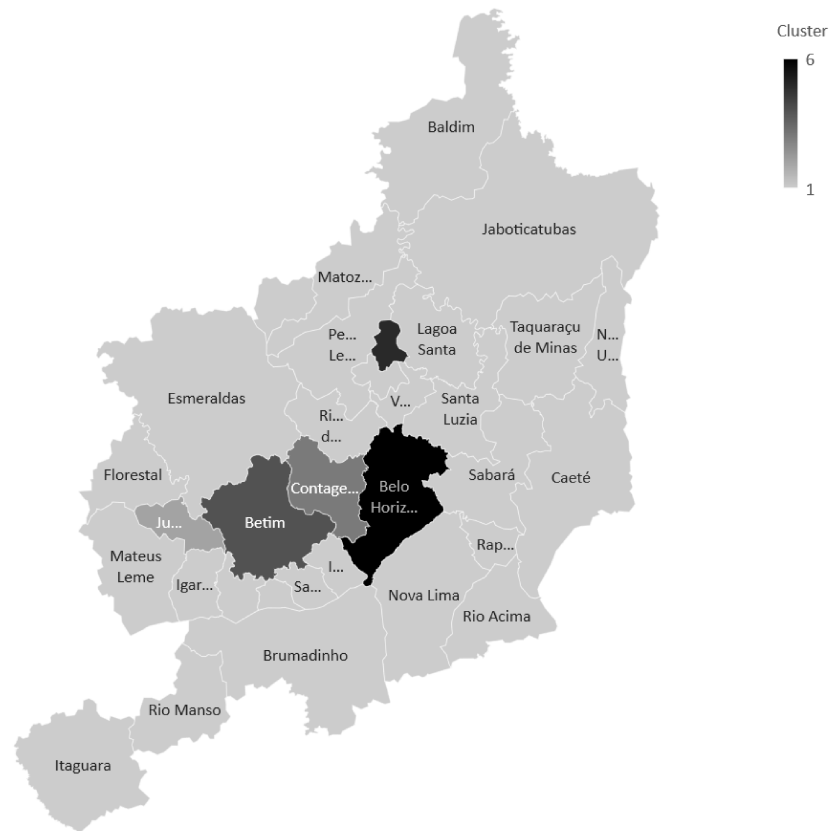 Cluster
6
1
Baldim
Jaboticatubas
Matoz...
Pe...
Le...
Lagoa
Santa
Taquaraçu
de Minas
N...
U...
Esmeraldas
Ri...
d...
V...
Santa
Luzia
Florestal
Contage...
Belo
Horiz...
Sabará
Caeté
Ju...
Betim
Mateus
Leme
Igar...
Sa...
I...
Rap...
Nova Lima
Rio Acima
Brumadinho
Rio Manso
Itaguara